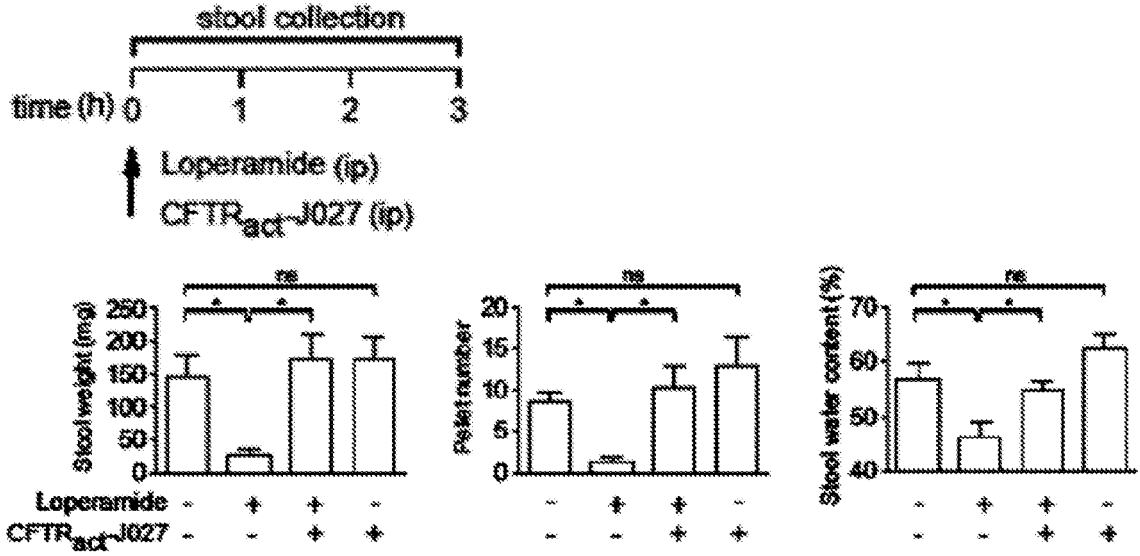 stool collection
time (h) 0 1 2 3
Loperamide (ip)
CFTRact-J027 (ip)
ns
* *
Stool weight (mg)
250
200
150
100
50
0
ns
* *
Pellet number
20
15
10
5
0
ns
* *
Stool water content (%)
70
60
50
40
Loperamide - + + - - + + - - + + -
CFTRact-J027 - - + + - - + + - - + +